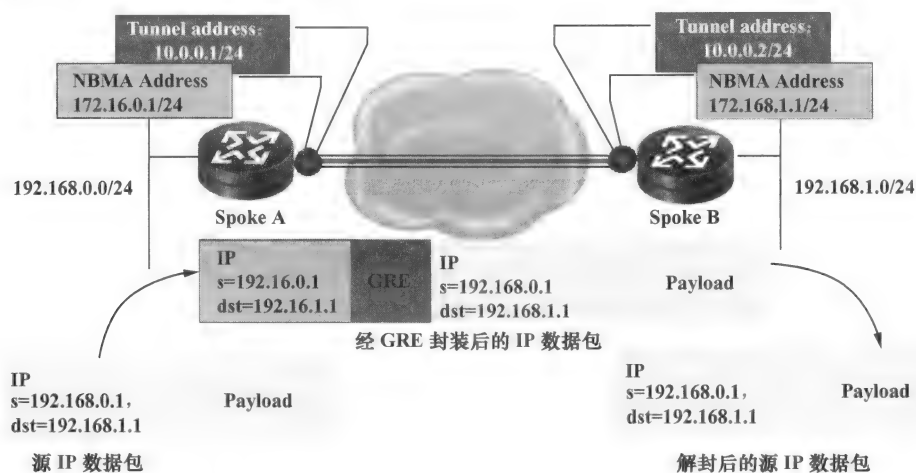 Tunnel address:
10.0.0.1/24
NBMA Address
172.16.0.1/24
Tunnel address:
10.0.0.2/24
NBMA Address
172.168.1.1/24
192.168.0.0/24
Spoke A
Spoke B
192.168.1.0/24
IP
s=192.16.0.1
dst=192.16.1.1
GRE
IP
s=192.168.0.1
dst=192.168.1.1
Payload
经 GRE 封装后的 IP 数据包
IP
s=192.168.0.1,
dst=192.168.1.1
Payload
源 IP 数据包
IP
s=192.168.0.1,
dst=192.168.1.1
Payload
解封后的源 IP 数据包